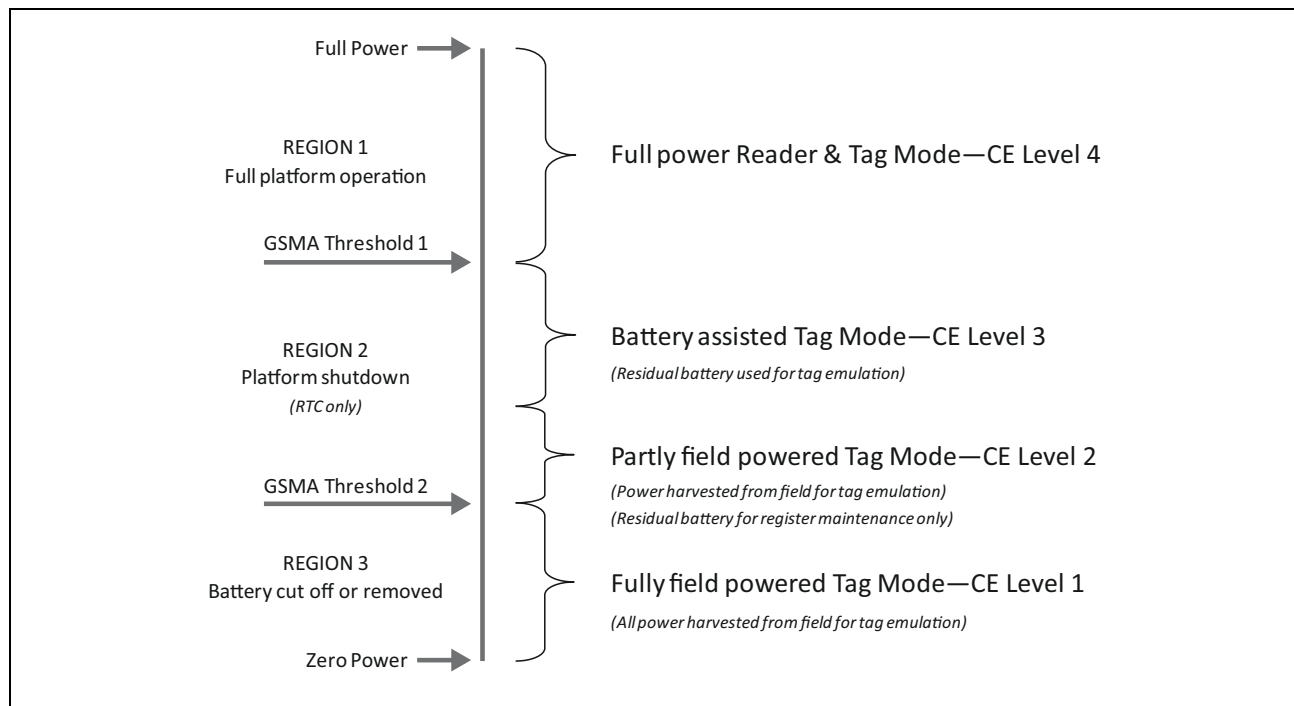 Full Power
REGION 1
Full platform operation
GSMA Threshold 1
REGION 2
Platform shutdown
(RTC only)
GSMA Threshold 2
REGION 3
Battery cut off or removed
Zero Power
Full power Reader & Tag Mode—CE Level 4
Battery assisted Tag Mode—CE Level 3
(Residual battery used for tag emulation)
Partly field powered Tag Mode—CE Level 2
(Power harvested from field for tag emulation)
(Residual battery for register maintenance only)
Fully field powered Tag Mode—CE Level 1
(All power harvested from field for tag emulation)